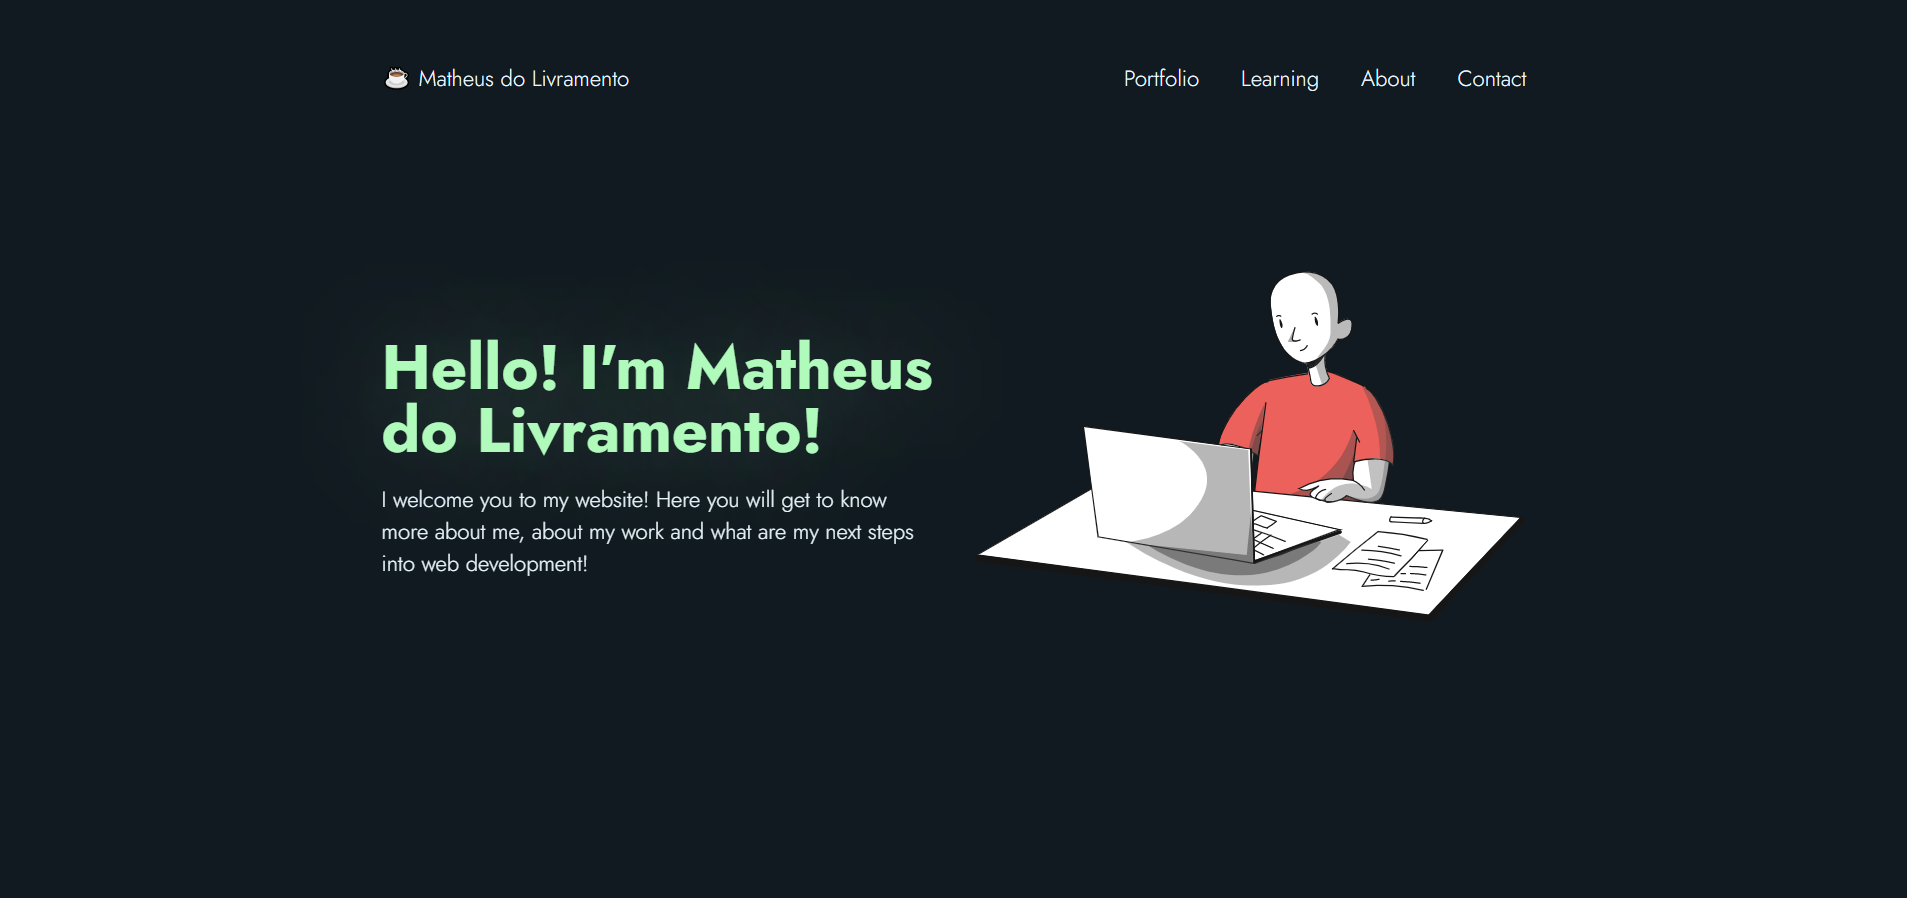 Matheus do Livramento
Portfolio Learning About Contact
Hello! I'm Matheus
do Livramento!
I welcome you to my website! Here you will get to know
more about me, about my work and what are my next steps
into web development!